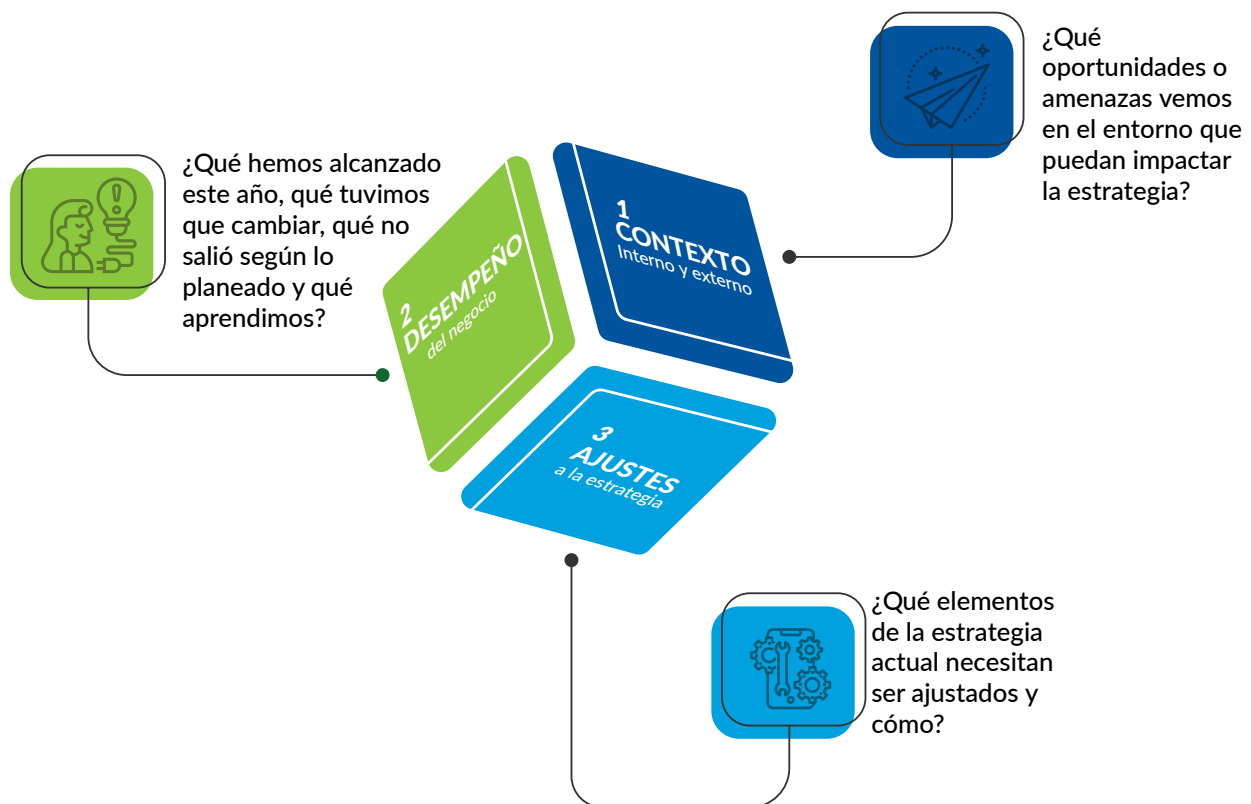 ¿Qué
oportunidades o
amenazas vemos
en el entorno que
puedan impactar
la estrategia?
¿Qué hemos alcanzado
este año, qué tuvimos
que cambiar, qué no
salió según lo
planeado y qué
aprendimos?
1
CONTEXTO
Interno y externo
2
DESEMPEÑO
del negocio
3
AJUSTES
a la estrategia
¿Qué elementos
de la estrategia
actual necesitan
ser ajustados y
cómo?